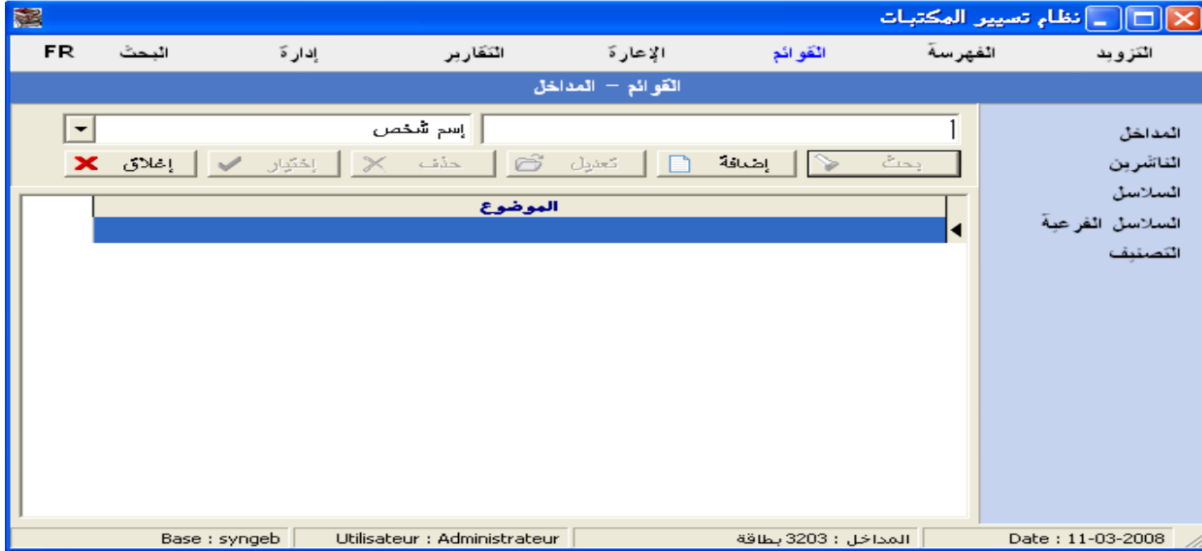 نظام تسيير المكتبات
التزويد الفهرسة القوائم الإعارة التقارير إدارة البحث FR
القوائم – المداخل
المداخل
الناشرين
السلاسل
السلاسل الفرعية
التصنيف
إسم شخص
بحث إضافة تعديل حذف إختيار إغلاق
الموضوع
Date : 11-03-2008 المداخل : 3203 بطاقة Utilisateur : Administrateur Base : syngeb